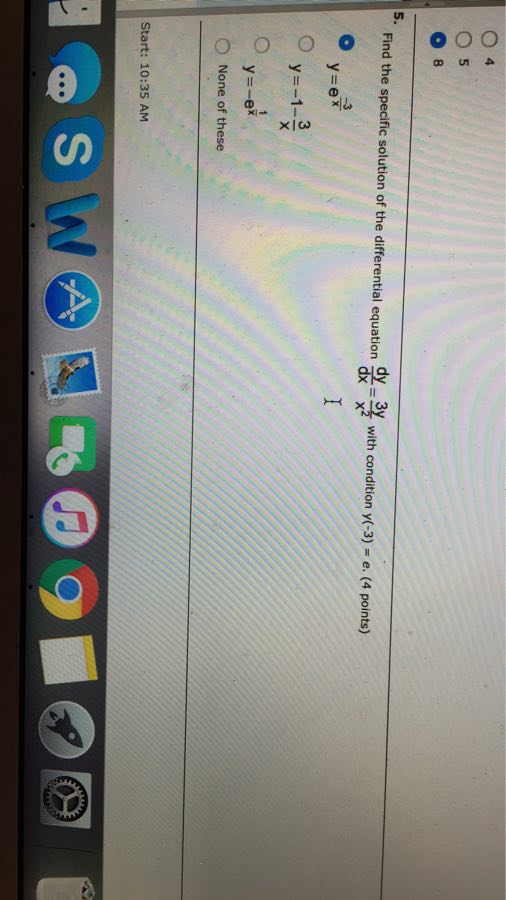 4
5
8
5. Find the specific solution of the differential equation dy/dx = 3y/x² with condition y(-3) = e. (4 points)
y = e^(-3/x)
y = -1 - 3/x
y = -e^(1/x)
None of these
Start: 10:35 AM